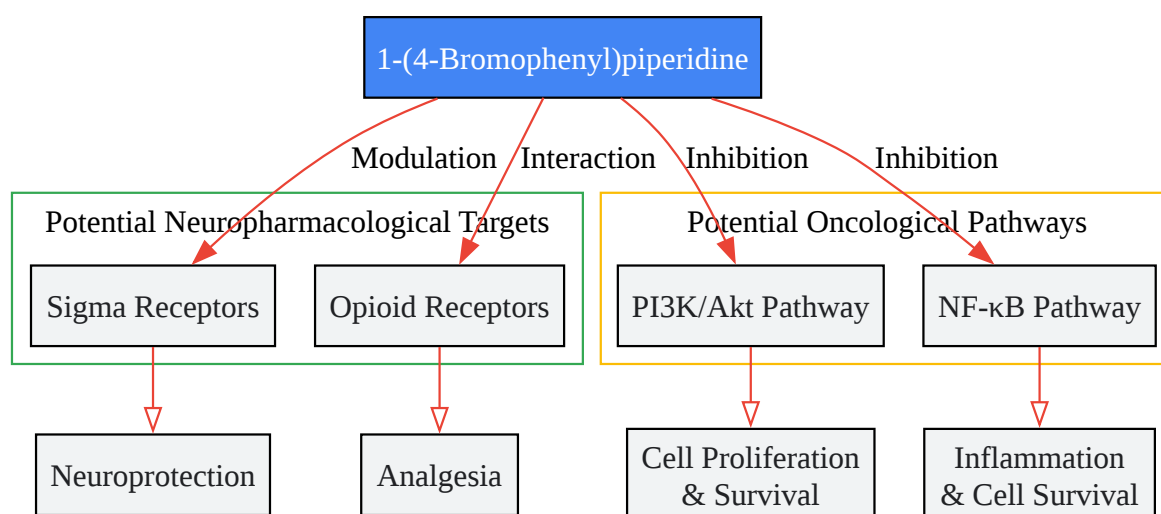 1-(4-Bromophenyl)piperidine
Modulation Interaction Inhibition Inhibition
Potential Neuropharmacological Targets
Potential Oncological Pathways
Sigma Receptors
Opioid Receptors
PI3K/Akt Pathway
NF-κB Pathway
Neuroprotection
Analgesia
Cell Proliferation
& Survival
Inflammation
& Cell Survival